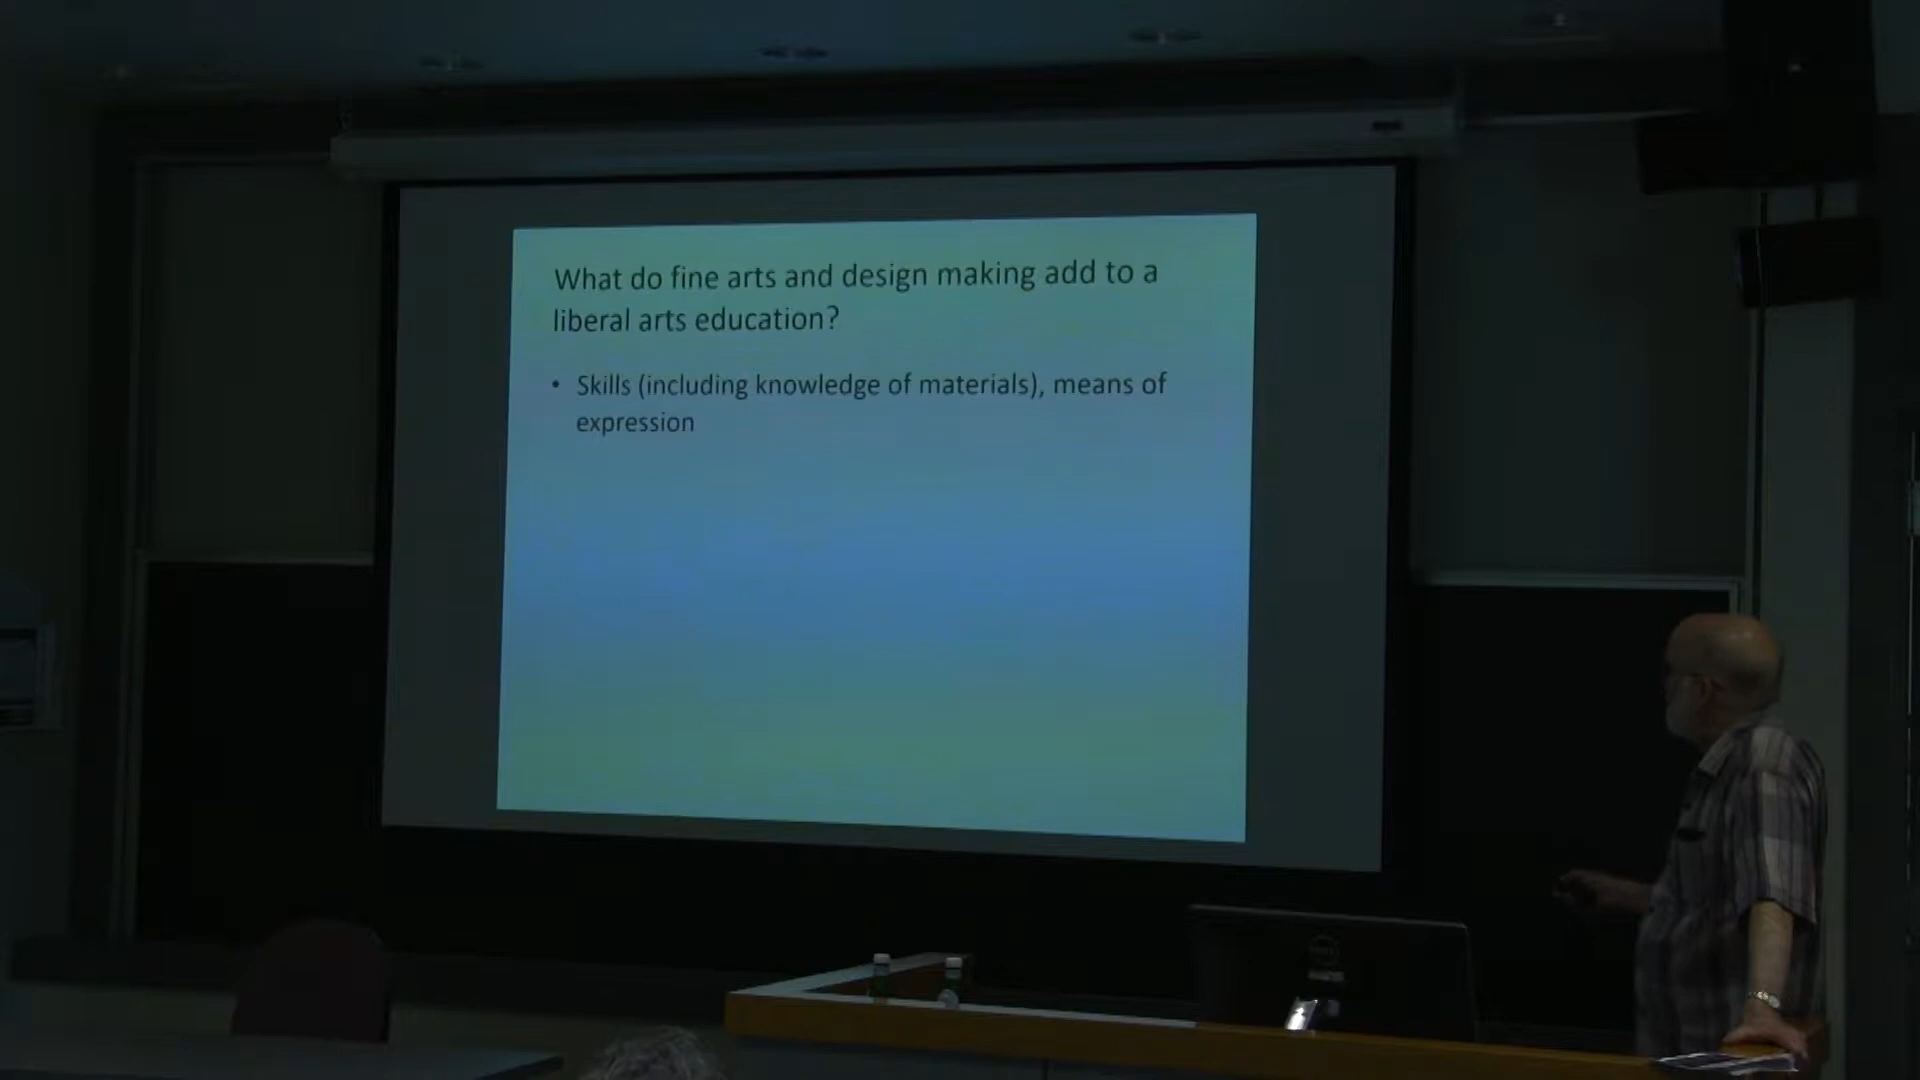 What do fine arts and design making add to a
liberal arts education?
• Skills (including knowledge of materials), means of
expression